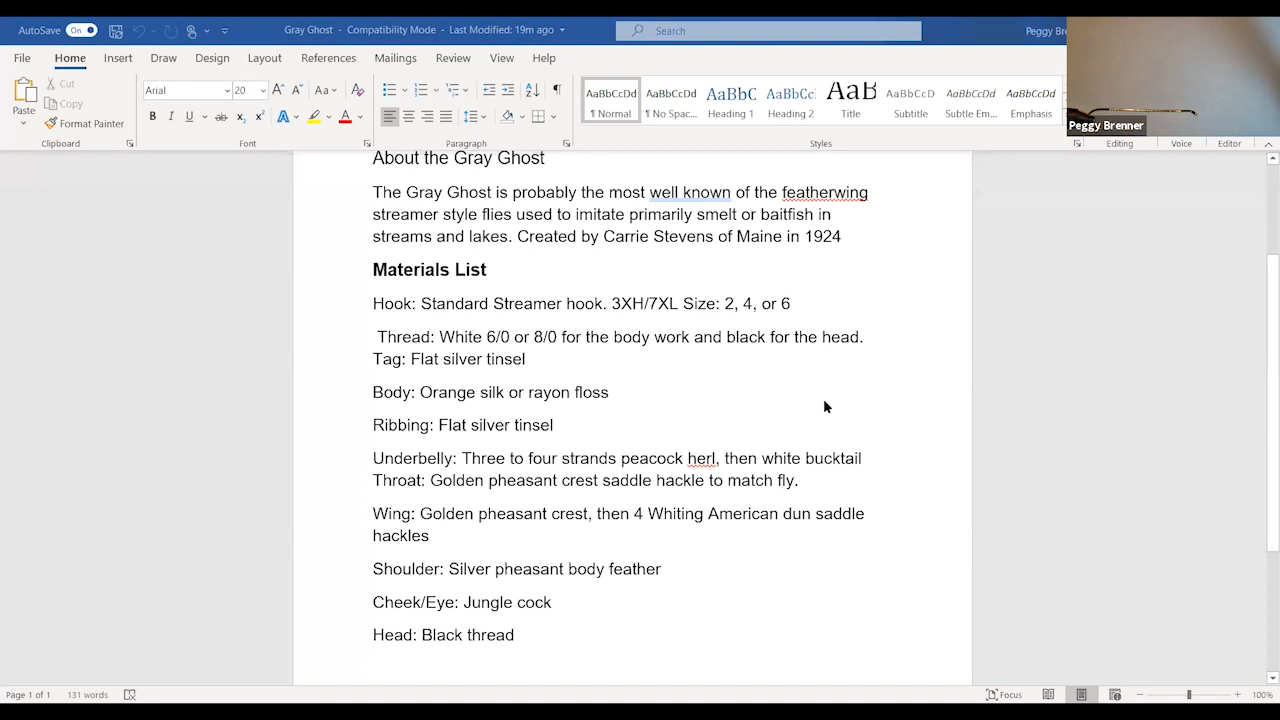 AutoSave On Gray Ghost - Compatibility Mode - Last Modified: 19m ago Search Peggy Bre
File Home Insert Draw Design Layout References Mailings Review View Help
Paste
Cut
Copy
Format Painter
Clipboard
Arial 20
Font
Paragraph
AaBbCcDd AaBbCcDd AaBbC AaBbCc AaB AaBbCcD AaBbCcDd AaBbCcDd
¶ Normal ¶ No Spac... Heading 1 Heading 2 Title Subtitle Subtle Em... Emphasis
Styles
Editing Voice Editor
Peggy Brenner
About the Gray Ghost
The Gray Ghost is probably the most well known of the featherwing
streamer style flies used to imitate primarily smelt or baitfish in
streams and lakes. Created by Carrie Stevens of Maine in 1924
Materials List
Hook: Standard Streamer hook. 3XH/7XL Size: 2, 4, or 6
Thread: White 6/0 or 8/0 for the body work and black for the head.
Tag: Flat silver tinsel
Body: Orange silk or rayon floss
Ribbing: Flat silver tinsel
Underbelly: Three to four strands peacock herl, then white bucktail
Throat: Golden pheasant crest saddle hackle to match fly.
Wing: Golden pheasant crest, then 4 Whiting American dun saddle
hackles
Shoulder: Silver pheasant body feather
Cheek/Eye: Jungle cock
Head: Black thread
Page 1 of 1 131 words Focus 100%